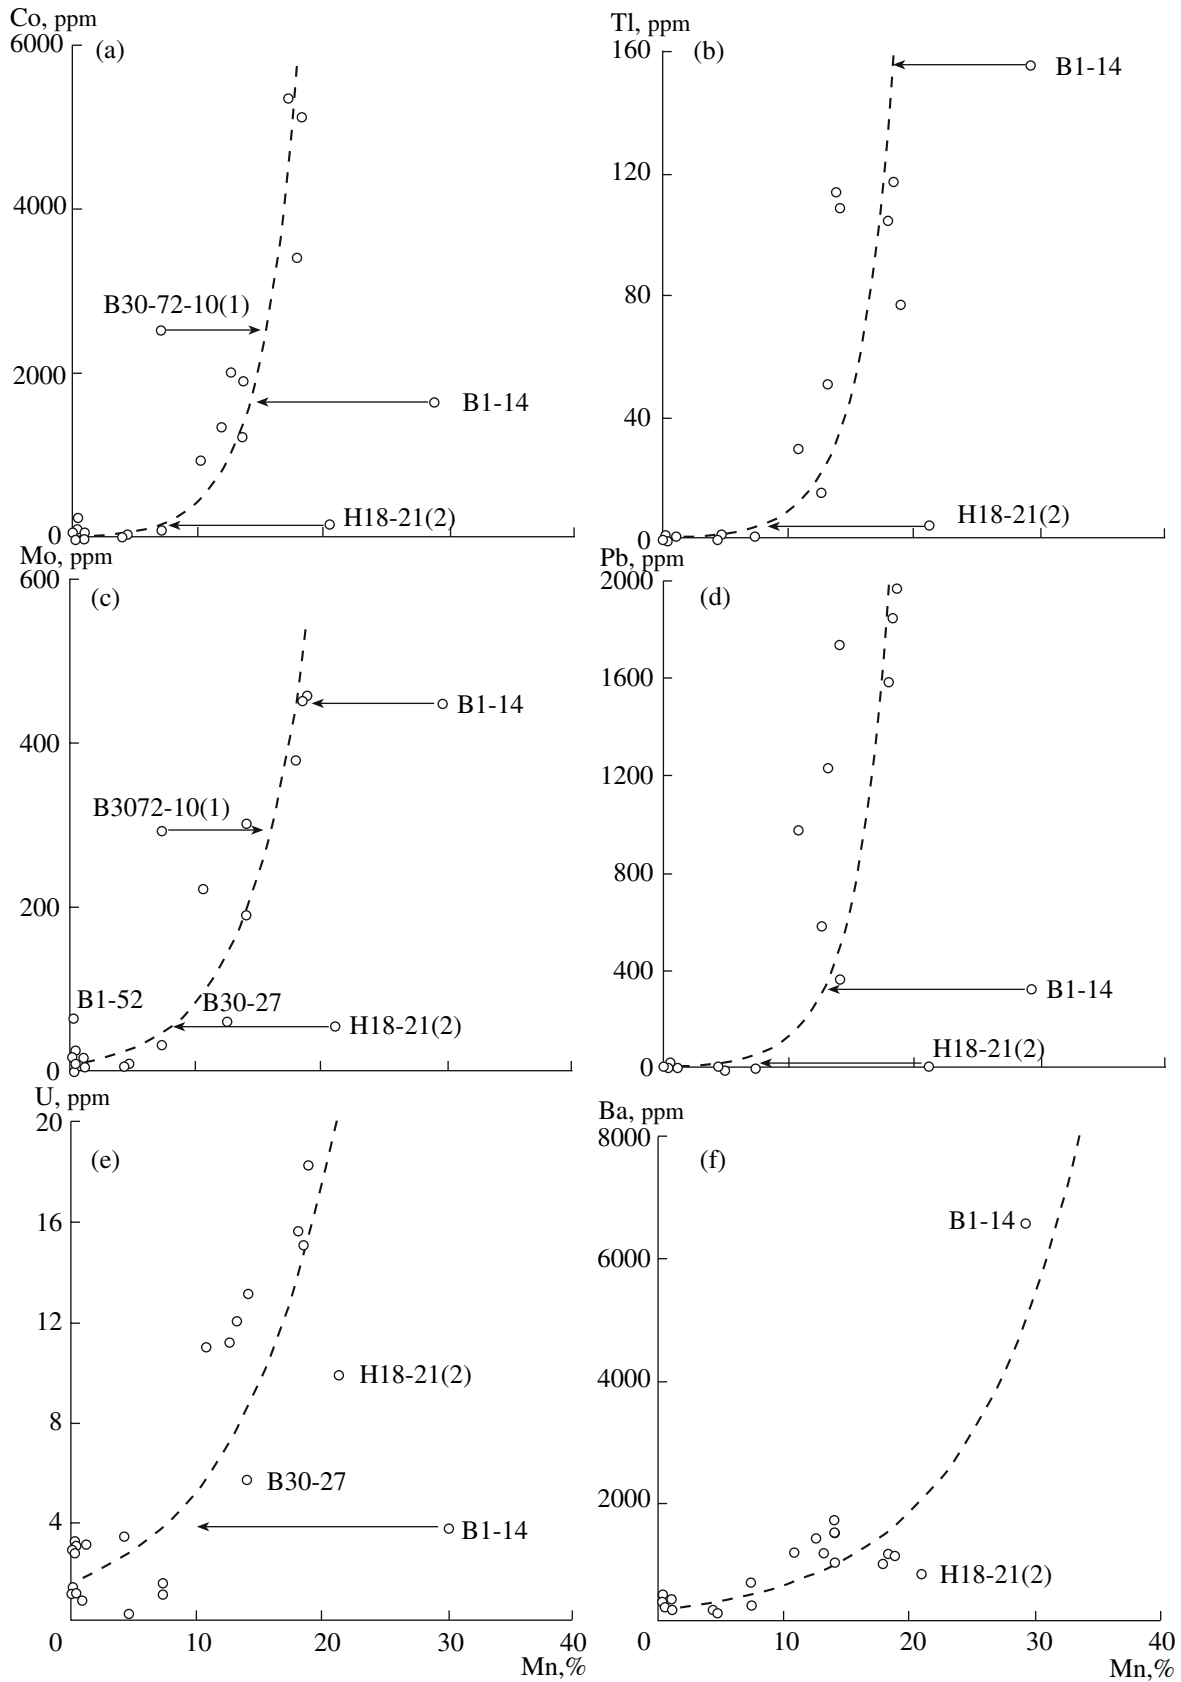 Co, ppm
6000
(a)
4000
B30-72-10(1)
2000
B1-14
H18-21(2)
0
Tl, ppm
160
(b)
B1-14
120
80
40
H18-21(2)
0
Mo, ppm
600
(c)
B1-14
400
B3072-10(1)
200
B1-52
B30-27
H18-21(2)
0
Pb, ppm
2000
(d)
1600
1200
800
400
B1-14
H18-21(2)
0
U, ppm
20
(e)
16
12
H18-21(2)
8
B30-27
4
B1-14
0 10 20 30 40
Mn,%
Ba, ppm
8000
(f)
B1-14
6000
4000
2000
H18-21(2)
0 10 20 30 40
Mn,%